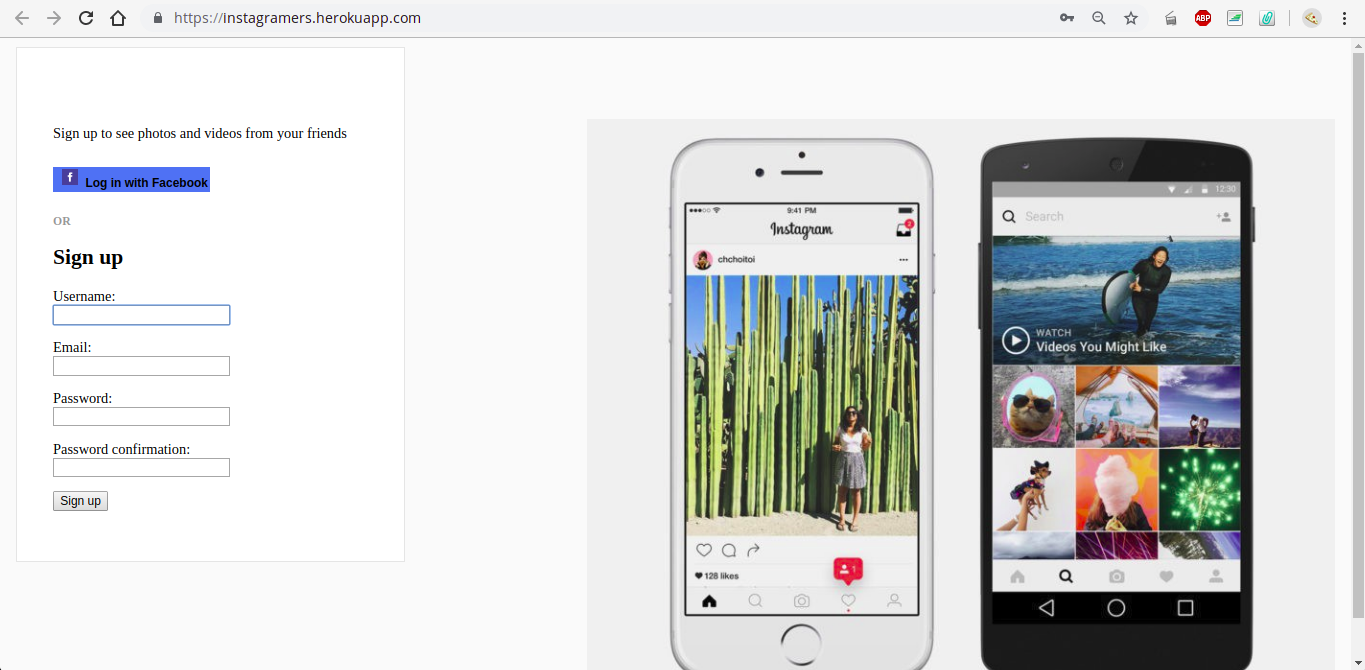 https://instagramers.herokuapp.com
ABP
Sign up to see photos and videos from your friends
f Log in with Facebook
OR
Sign up
Username:
Email:
Password:
Password confirmation:
Sign up
9:41 PM
Instagram
chchoitoi
128 likes
1
12:30
Search
WATCH
Videos You Might Like